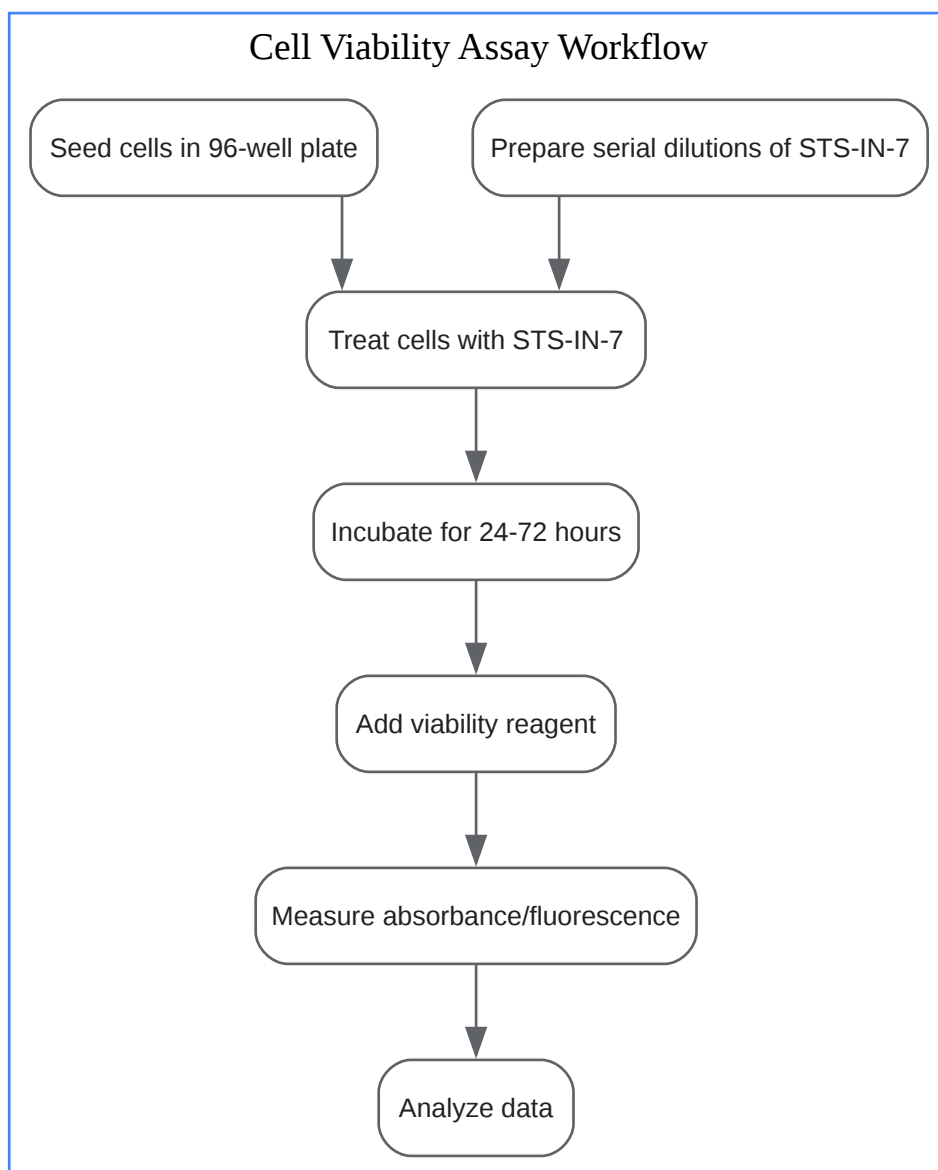 Cell Viability Assay Workflow
Seed cells in 96-well plate
Prepare serial dilutions of STS-IN-7
Treat cells with STS-IN-7
Incubate for 24-72 hours
Add viability reagent
Measure absorbance/fluorescence
Analyze data